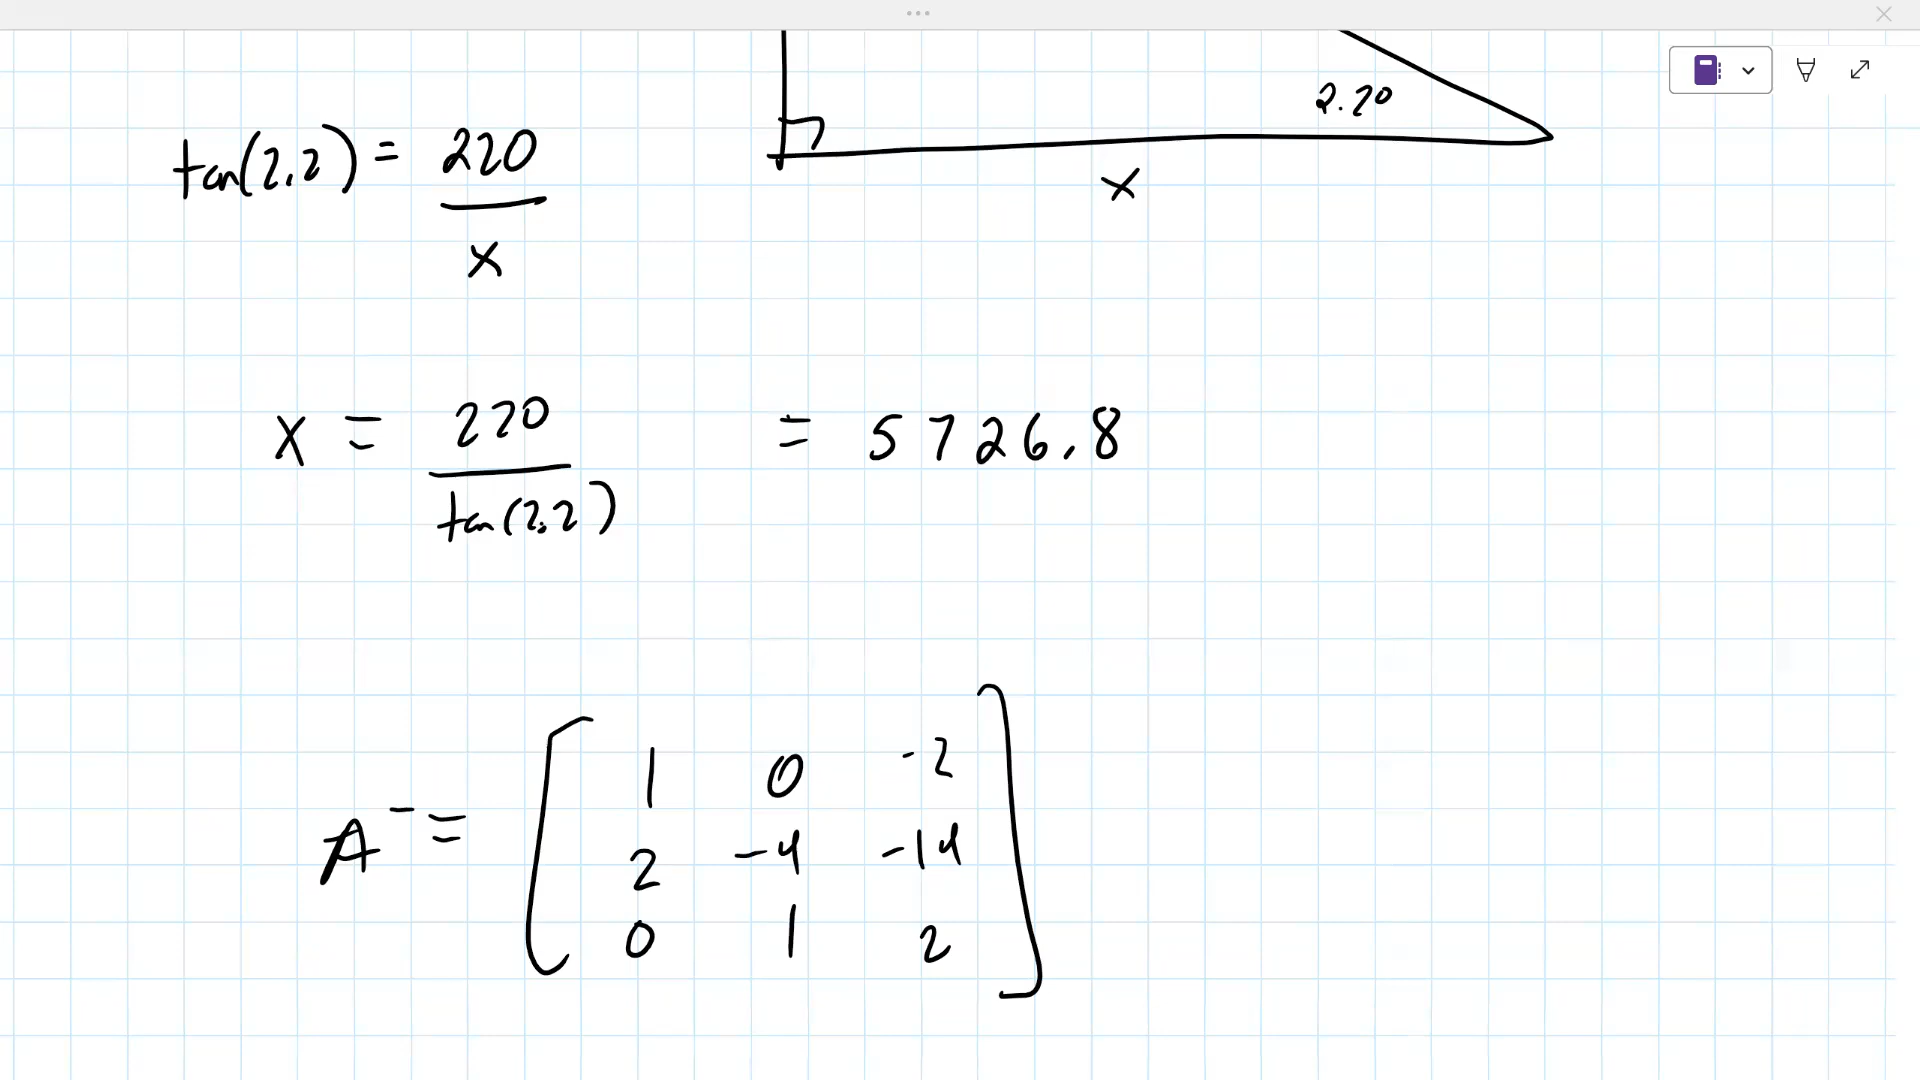 2.2°
tan(2.2) = 220
x
x
x = 220 = 5726.8
tan(2.2)
1 0 -2
A⁻ = 2 -4 -14
0 1 2